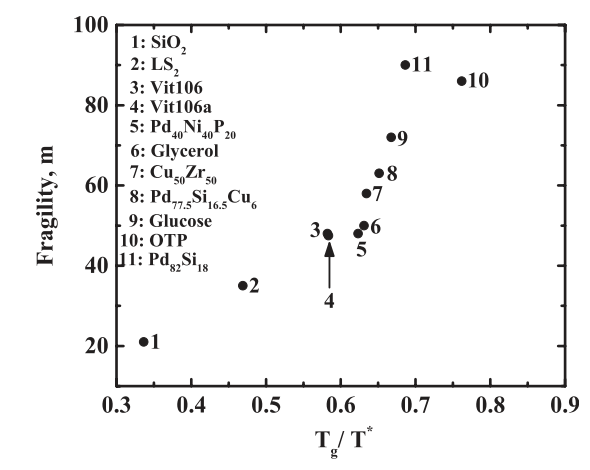 100
80
60
40
20
Fragility, m
1: SiO₂
2: LS₂
3: Vit106
4: Vit106a
5: Pd₄₀Ni₄₀P₂₀
6: Glycerol
7: Cu₅₀Zr₅₀
8: Pd₇₇.₅Si₁₆.₅Cu₆
9: Glucose
10: OTP
11: Pd₈₂Si₁₈
11
10
9
8
7
3
6
5
4
2
1
0.3 0.4 0.5 0.6 0.7 0.8 0.9
T_g/ T*